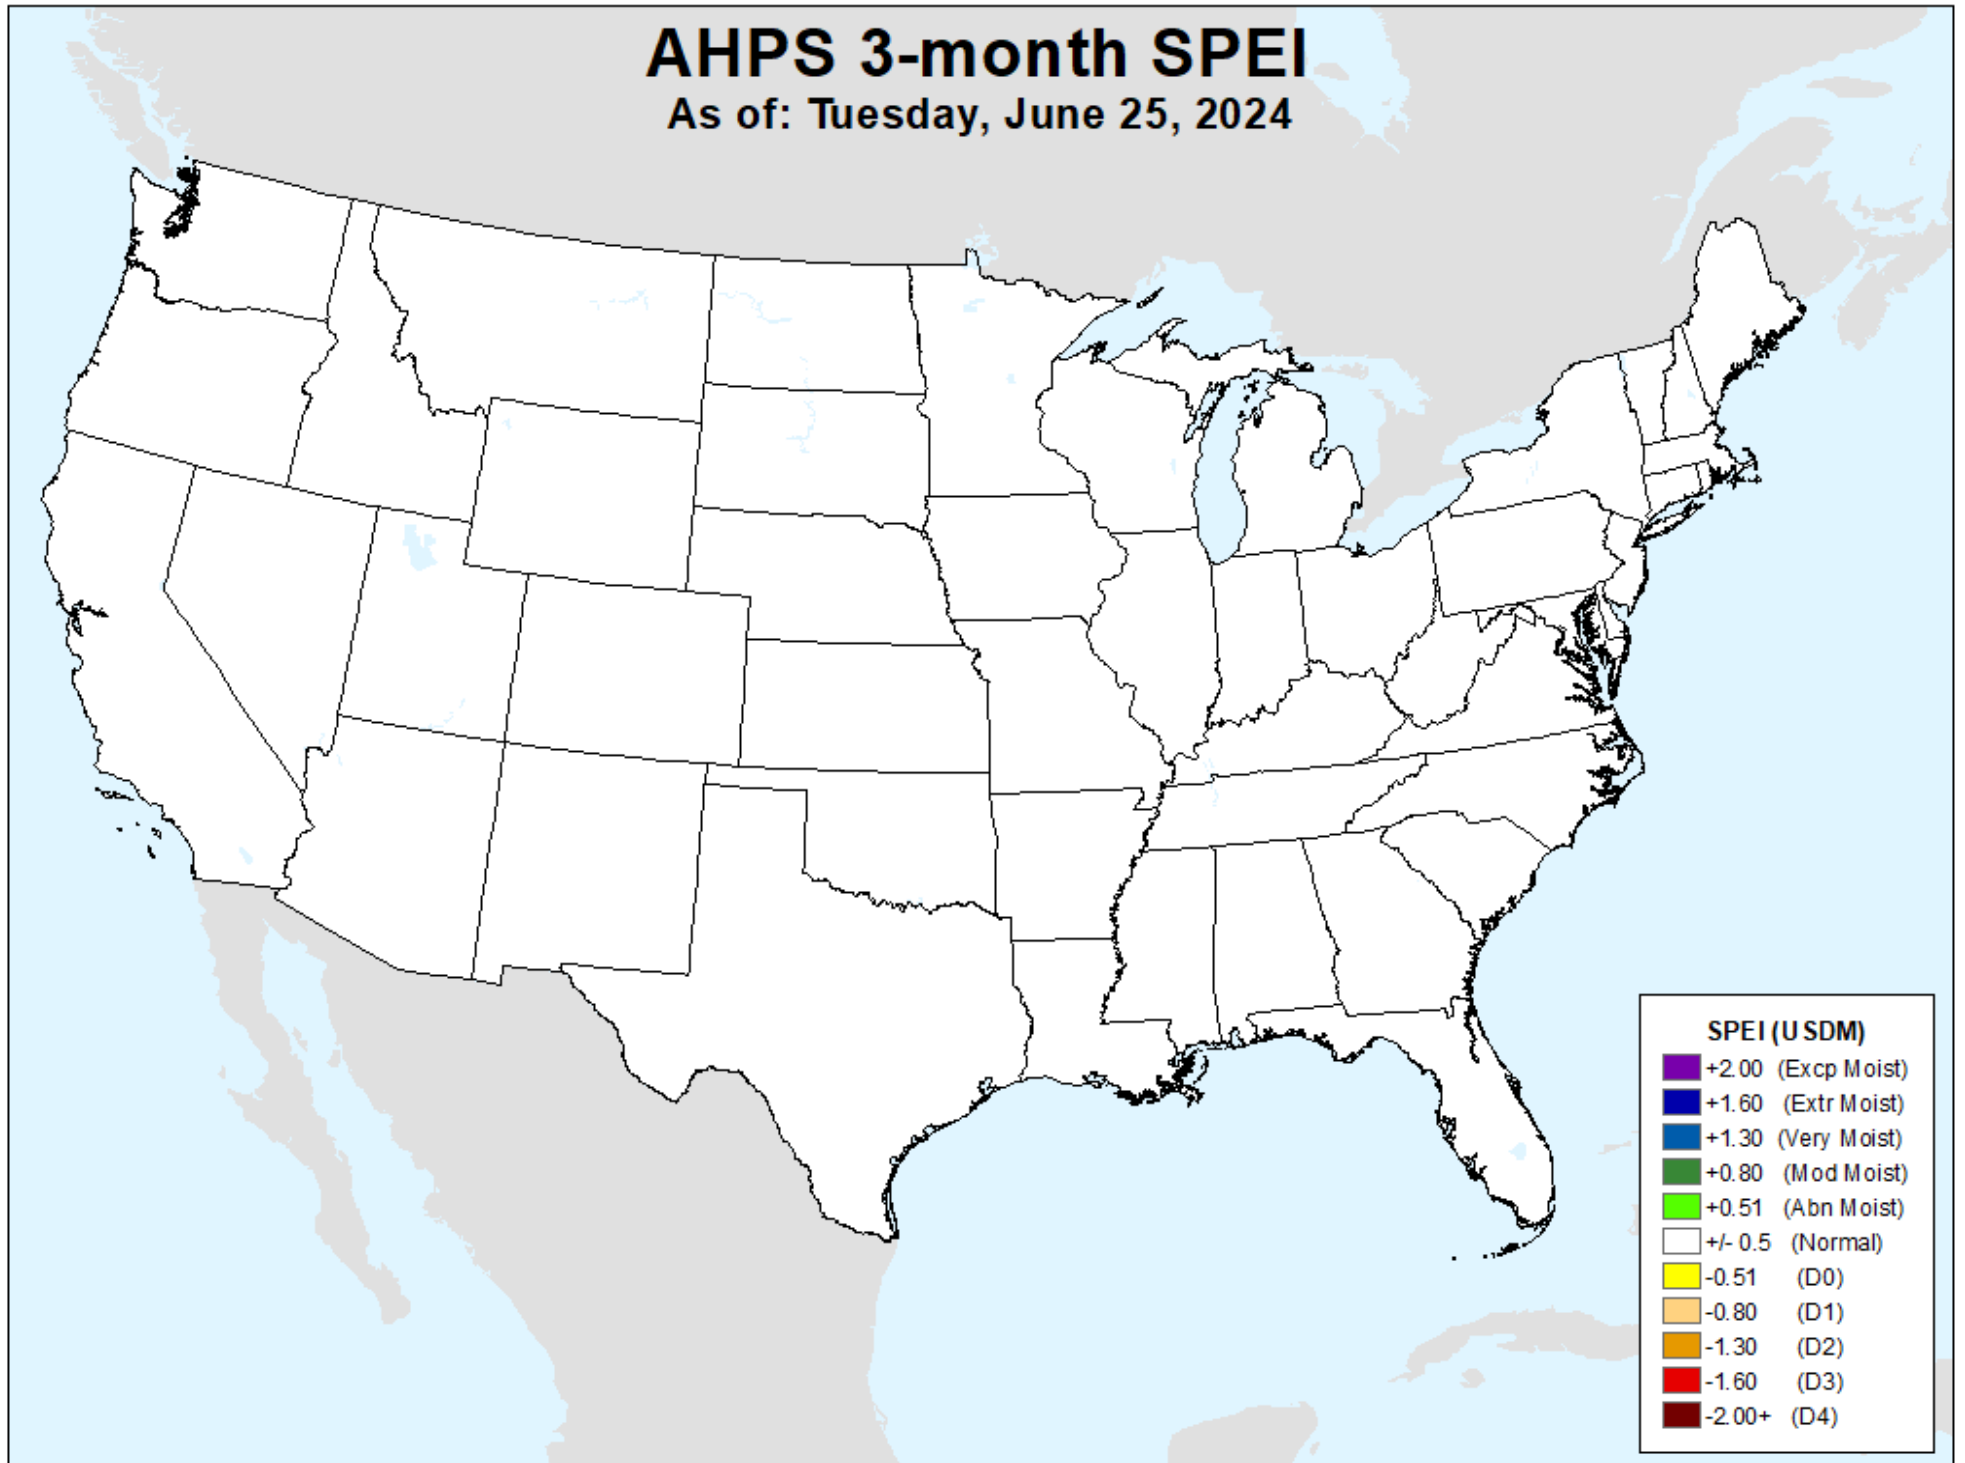 AHPS 3-month SPEI
As of: Tuesday, June 25, 2024
SPEI (USDM)
+2.00 (Excp Moist)
+1.60 (Extr Moist)
+1.30 (Very Moist)
+0.80 (Mod Moist)
+0.51 (Abn Moist)
+/- 0.5 (Normal)
-0.51 (D0)
-0.80 (D1)
-1.30 (D2)
-1.60 (D3)
-2.00+ (D4)